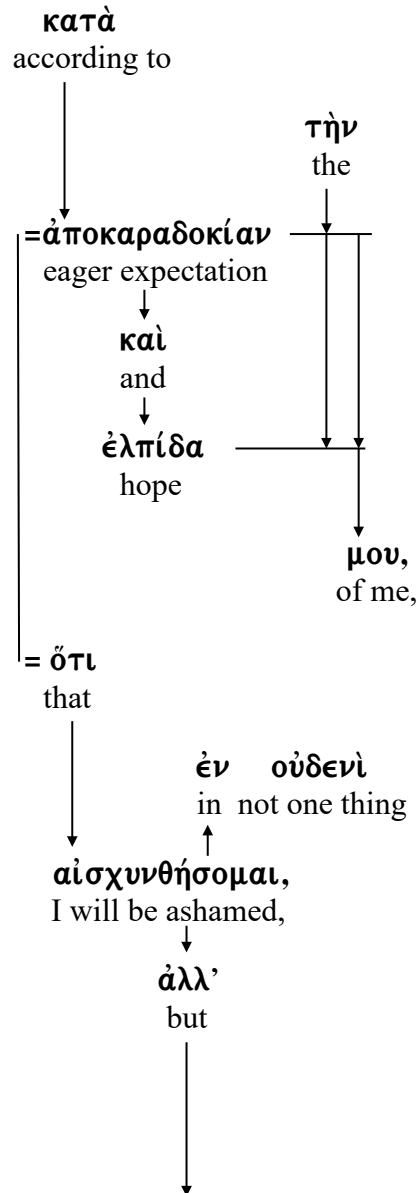 κατὰ
according to
τὴν
the
=ἀποκαραδοκίαν
eager expectation
καὶ
and
ἐλπίδα
hope
μου,
of me,
= ὅτι
that
ἐν οὐδενὶ
in not one thing
αἰσχυνθήσομαι,
I will be ashamed,
ἀλλ’
but